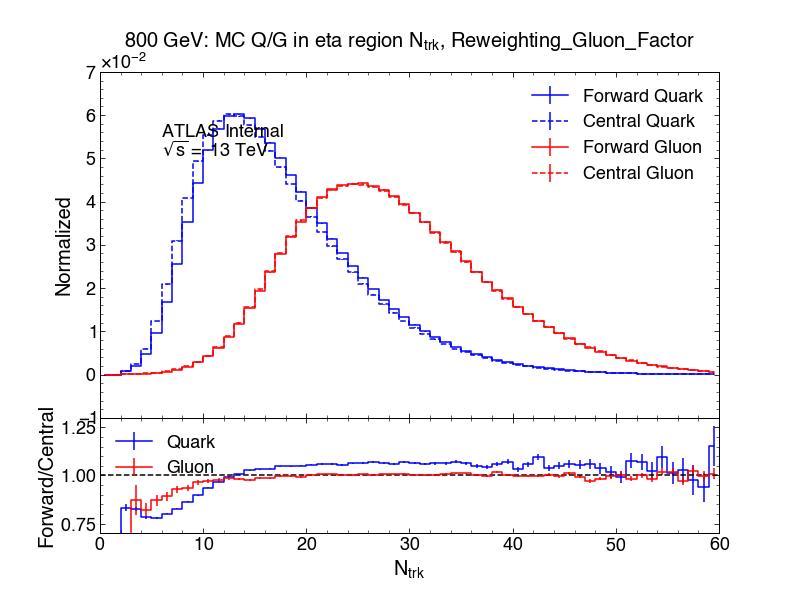 800 GeV: MC Q/G in eta region Ntrk, Reweighting_Gluon_Factor
×10−2
7
6
5
4
3
2
1
0
−1
Normalized
ATLAS Internal
√s = 13 TeV
Forward Quark
Central Quark
Forward Gluon
Central Gluon
1.25
1.00
0.75
Forward/Central
Quark
Gluon
0 10 20 30 40 50 60
Ntrk